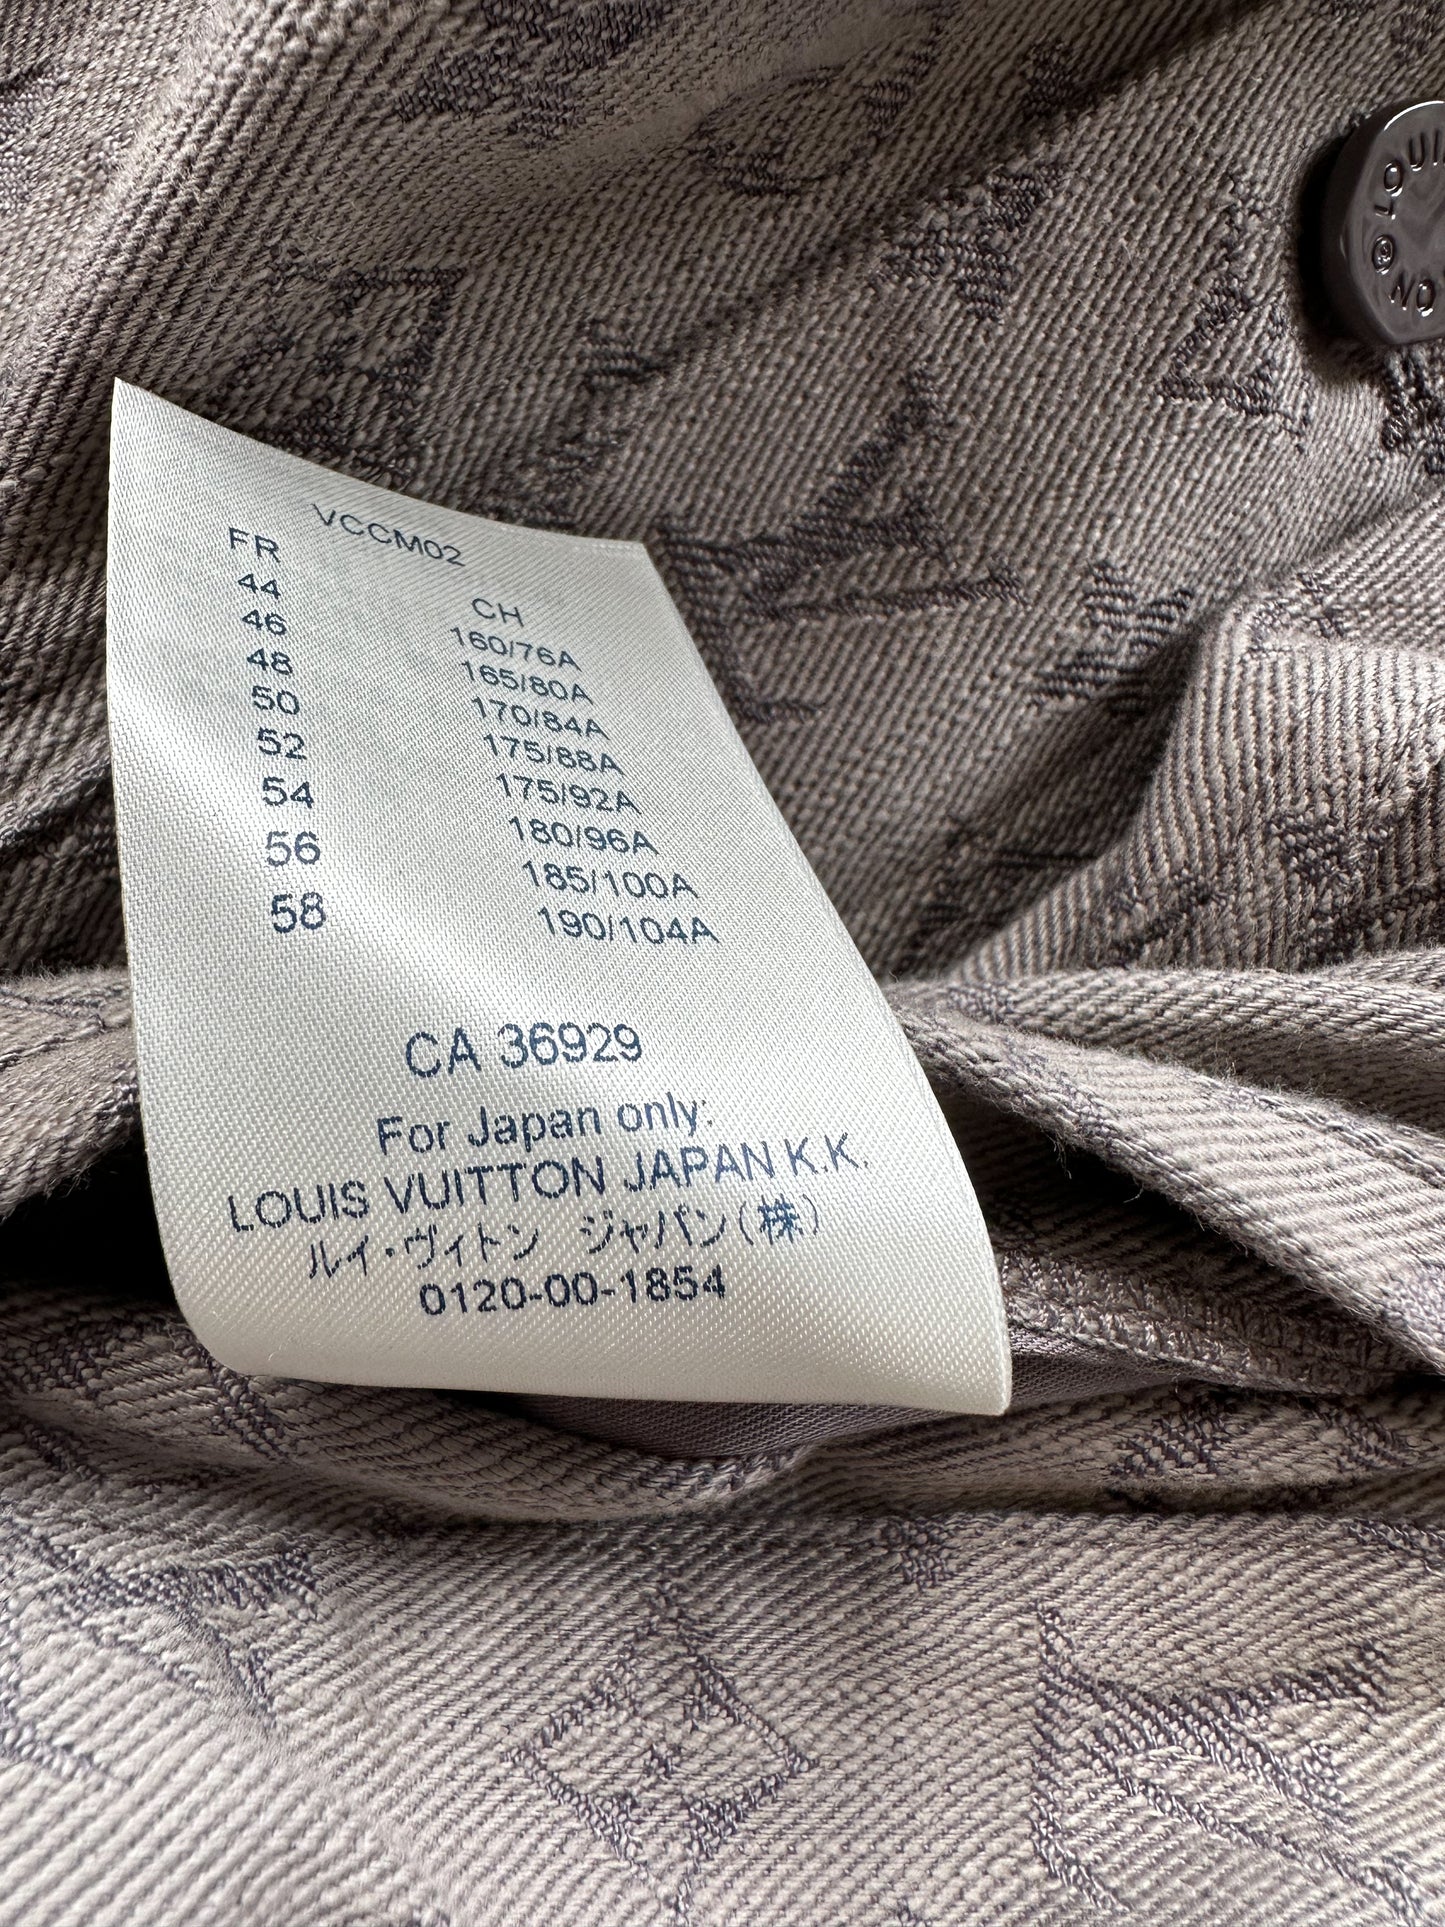 VCCM02
FR CH
44 160/76A
46 165/80A
48 170/84A
50 175/88A
52 175/92A
54 180/96A
56 185/100A
58 190/104A
CA 36929
For Japan only:
LOUIS VUITTON JAPAN K.K.
ルイ・ヴィトン ジャパン(株)
0120-00-1854
LOUI
ON ®